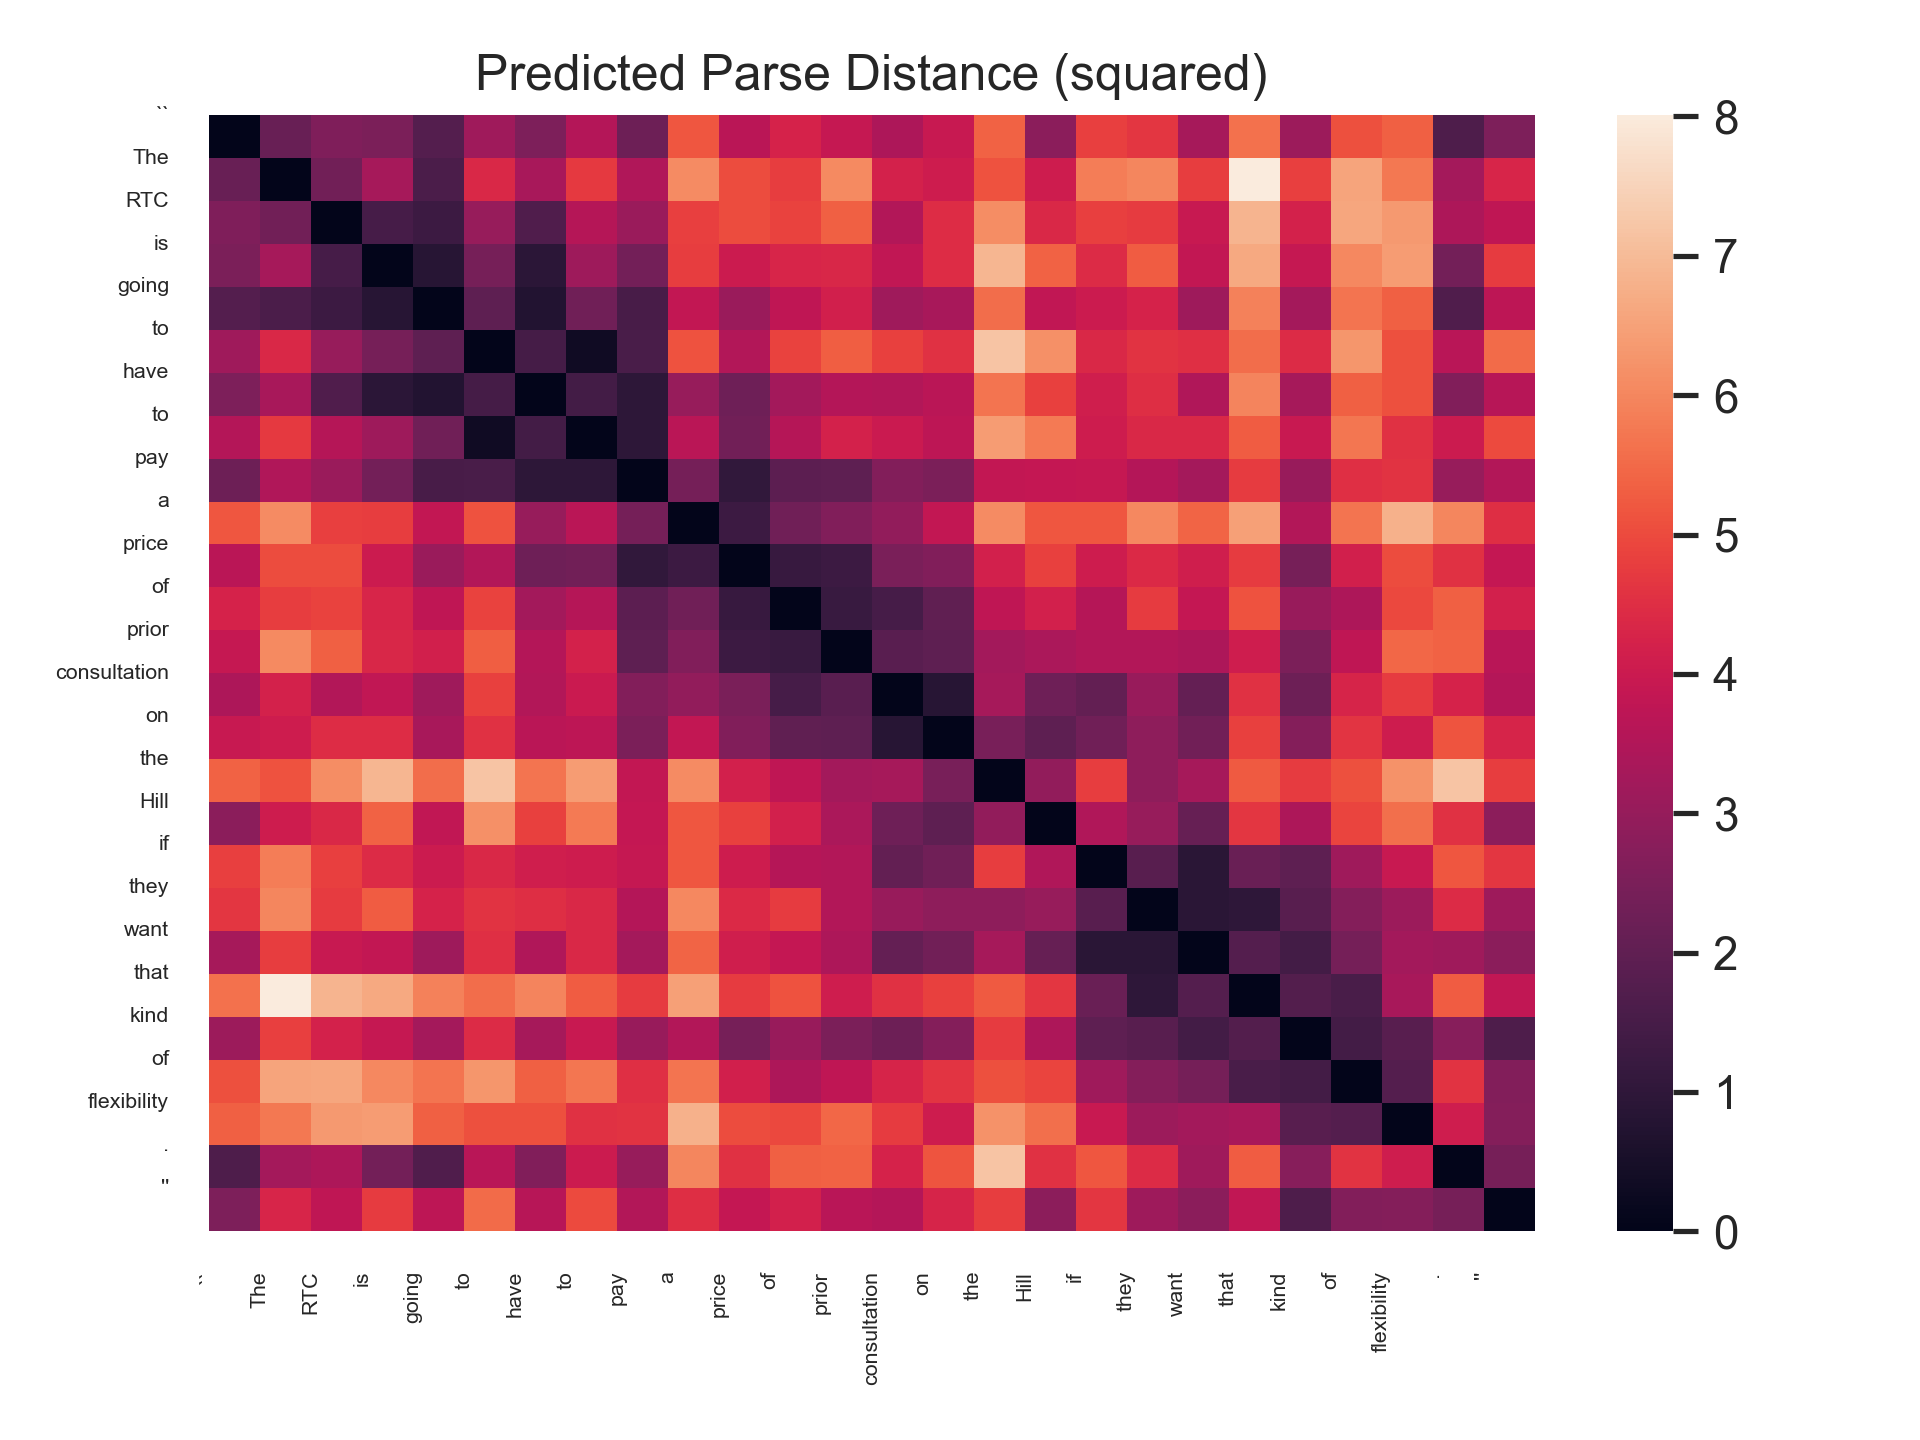 Predicted Parse Distance (squared)
``
The
RTC
is
going
to
have
to
pay
a
price
of
prior
consultation
on
the
Hill
if
they
want
that
kind
of
flexibility
.
''
8
7
6
5
4
3
2
1
0
``
The
RTC
is
going
to
have
to
pay
a
price
of
prior
consultation
on
the
Hill
if
they
want
that
kind
of
flexibility
.
''